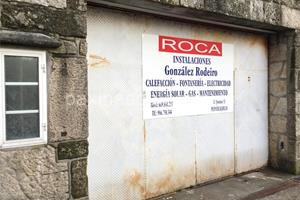 ROCA
INSTALACIONES
González Rodeiro
CALEFACCIÓN - FONTANERÍA - ELECTRICIDAD
ENERGÍA SOLAR - GAS - MANTENIMIENTO